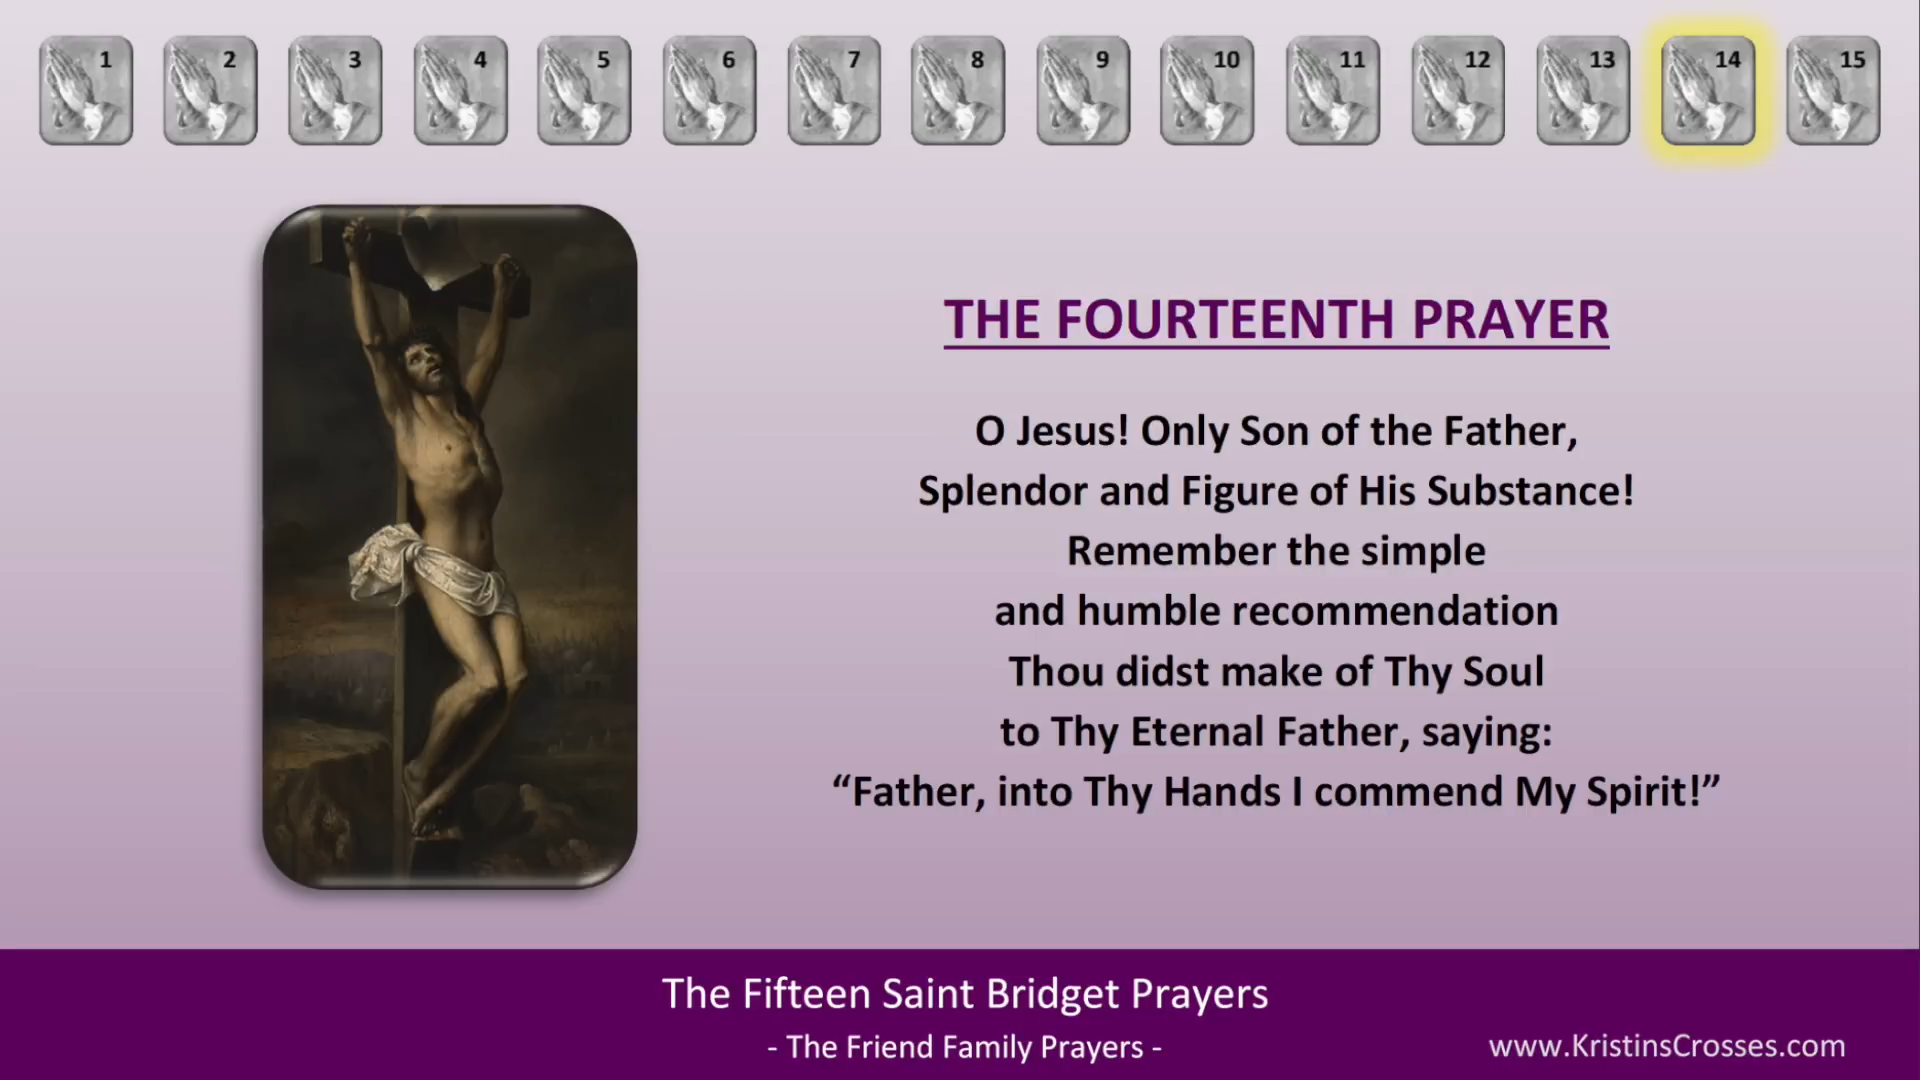 1 2 3 4 5 6 7 8 9 10 11 12 13 14 15
THE FOURTEENTH PRAYER
O Jesus! Only Son of the Father,
Splendor and Figure of His Substance!
Remember the simple
and humble recommendation
Thou didst make of Thy Soul
to Thy Eternal Father, saying:
“Father, into Thy Hands I commend My Spirit!”
The Fifteen Saint Bridget Prayers
- The Friend Family Prayers -
www.KristinsCrosses.com